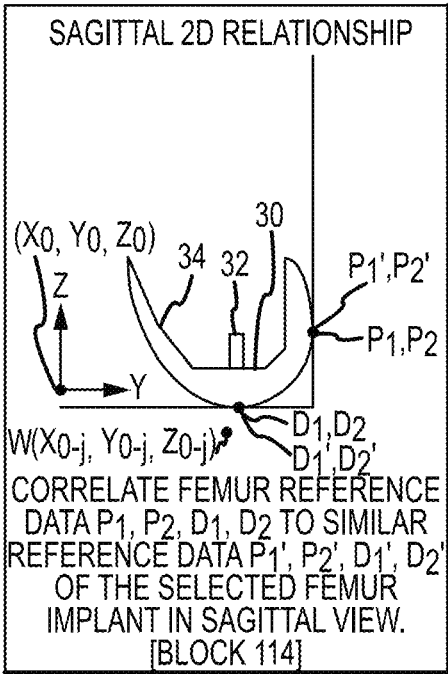 SAGITTAL 2D RELATIONSHIP
(X0, Y0, Z0)
34 32 30
Z
P1',P2'
P1,P2
Y
W(X0-j, Y0-j, Z0-j)
D1,D2
D1',D2'
CORRELATE FEMUR REFERENCE
DATA P1, P2, D1, D2 TO SIMILAR
REFERENCE DATA P1', P2', D1', D2'
OF THE SELECTED FEMUR
IMPLANT IN SAGITTAL VIEW.
[BLOCK 114]